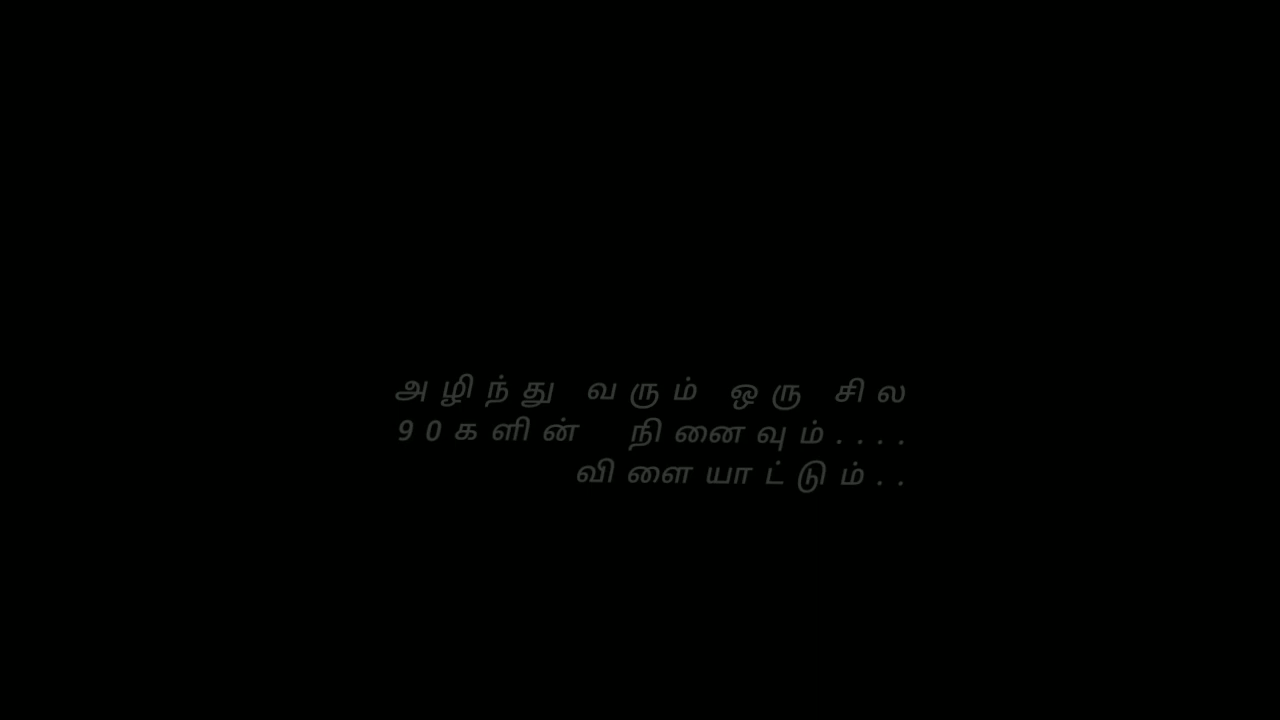 அழிந்து வரும் ஒரு சில
90களின் நினைவும்....
விளையாட்டும்..